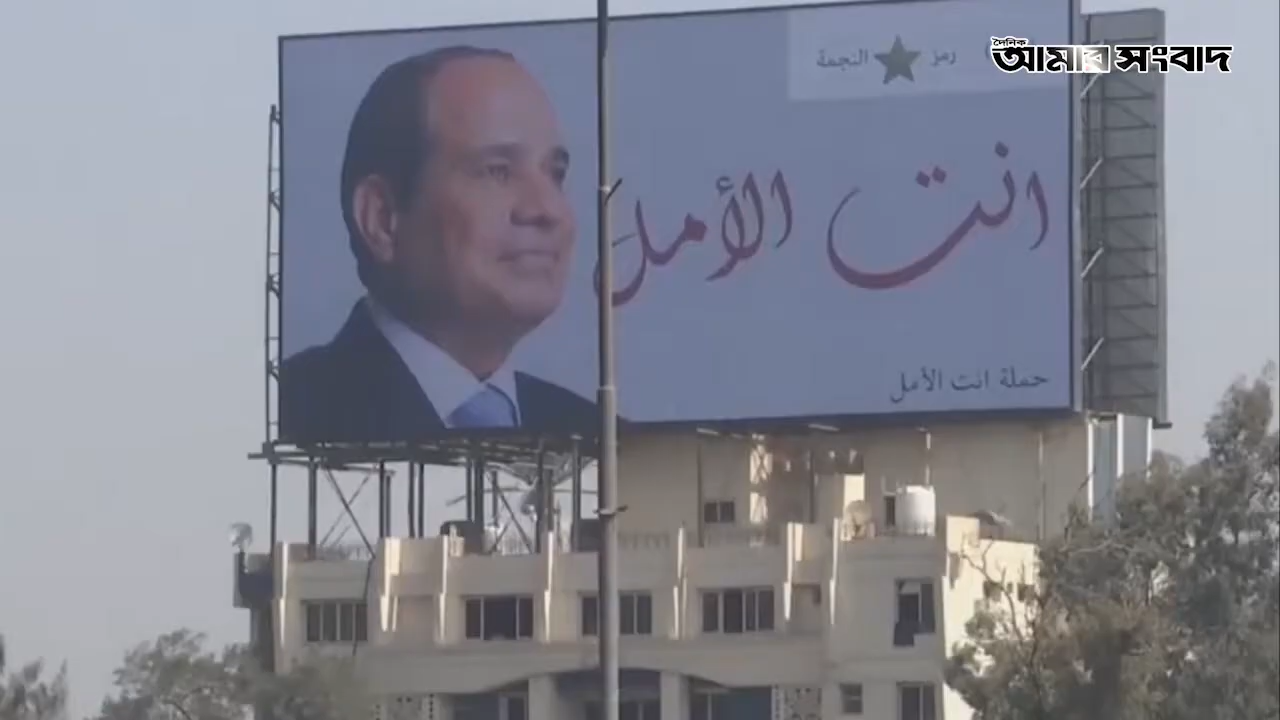 دैনিক
আমার সংবাদ
رمز النجمة
انت الأمل
حملة انت الأمل